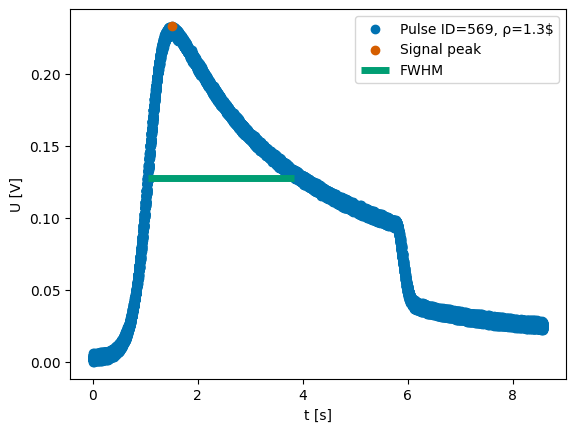 Pulse ID=569, ρ=1.3$
Signal peak
FWHM
U [V]
0.20
0.15
0.10
0.05
0.00
0 2 4 6 8
t [s]